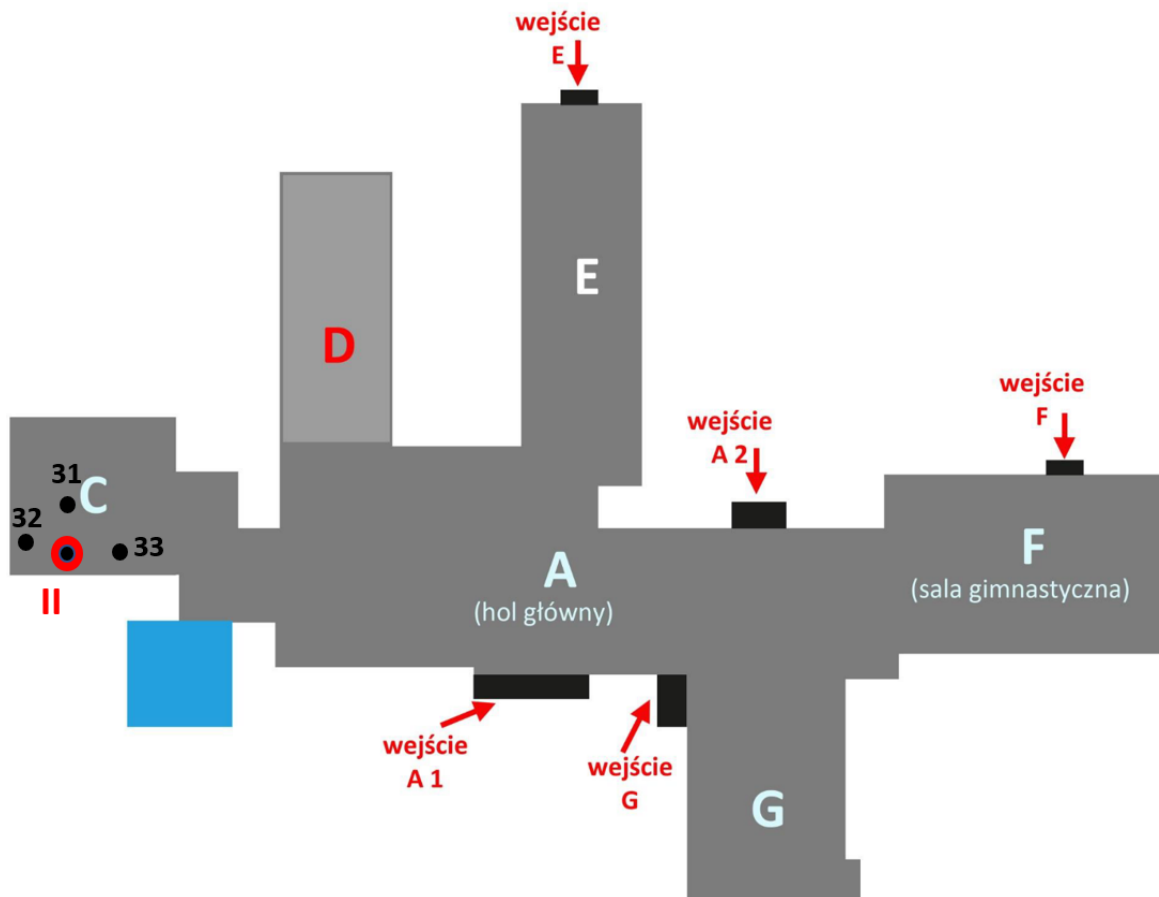 wejście
E
E
D
wejście
F
wejście
A 2
31
C
32
33
II
A
(hol główny)
F
(sala gimnastyczna)
wejście
A 1
wejście
G
G